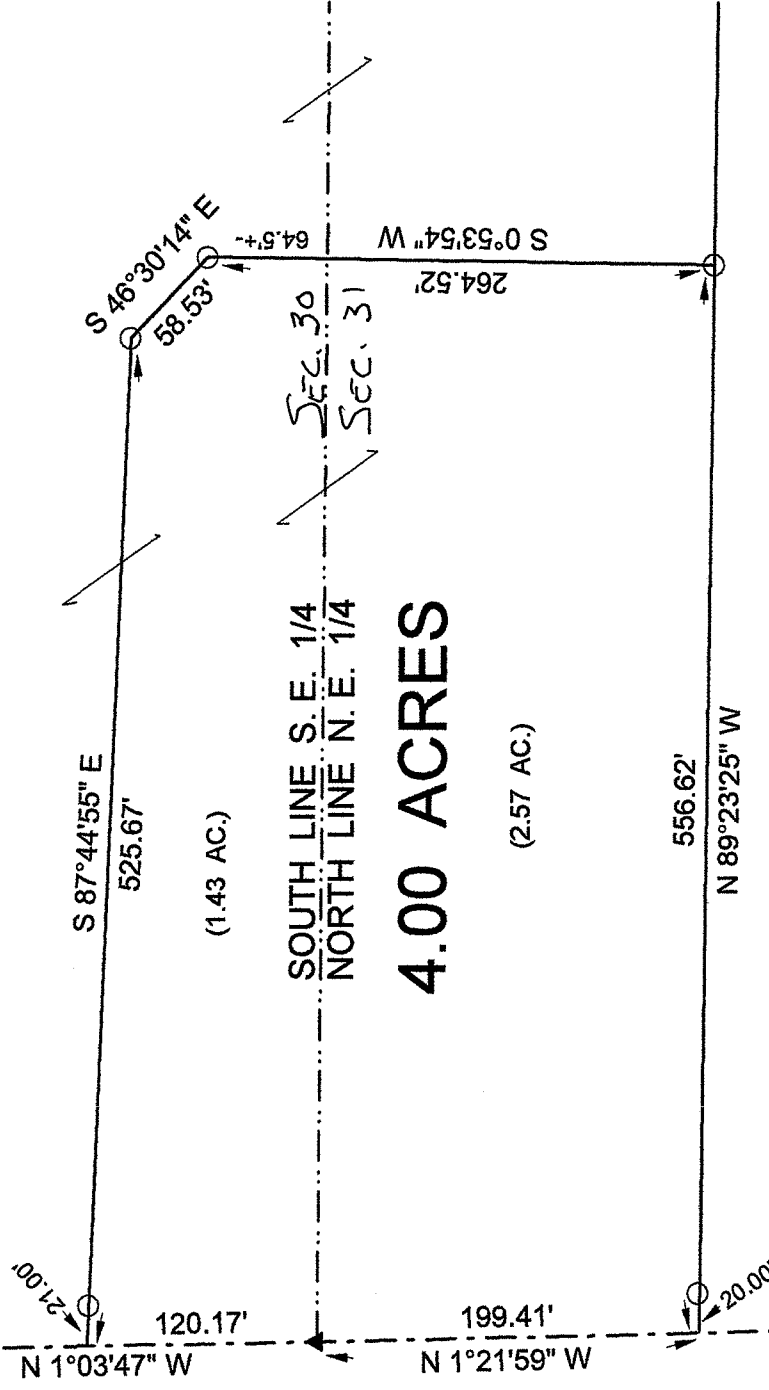 S 46°30'14" E
58.53'
64.5'+-
S 0°53'54" W
264.52'
SEC. 30
SEC. 31
S 87°44'55" E
525.67'
(1.43 AC.)
SOUTH LINE S. E. 1/4
NORTH LINE N. E. 1/4
4.00 ACRES
(2.57 AC.)
556.62'
N 89°23'25" W
21.00'
120.17'
N 1°03'47" W
199.41'
N 1°21'59" W
20.00'